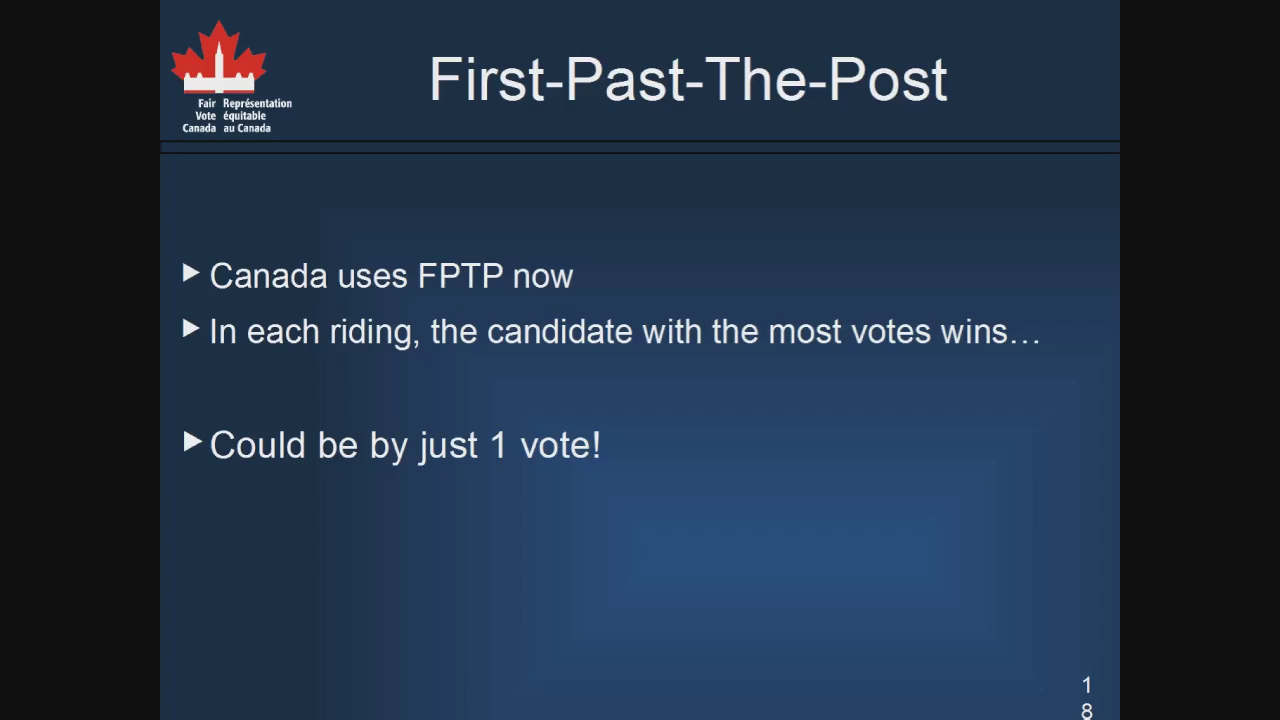 First-Past-The-Post
Fair Représentation
Vote équitable
Canada au Canada
Canada uses FPTP now
In each riding, the candidate with the most votes wins…
Could be by just 1 vote!
1
8